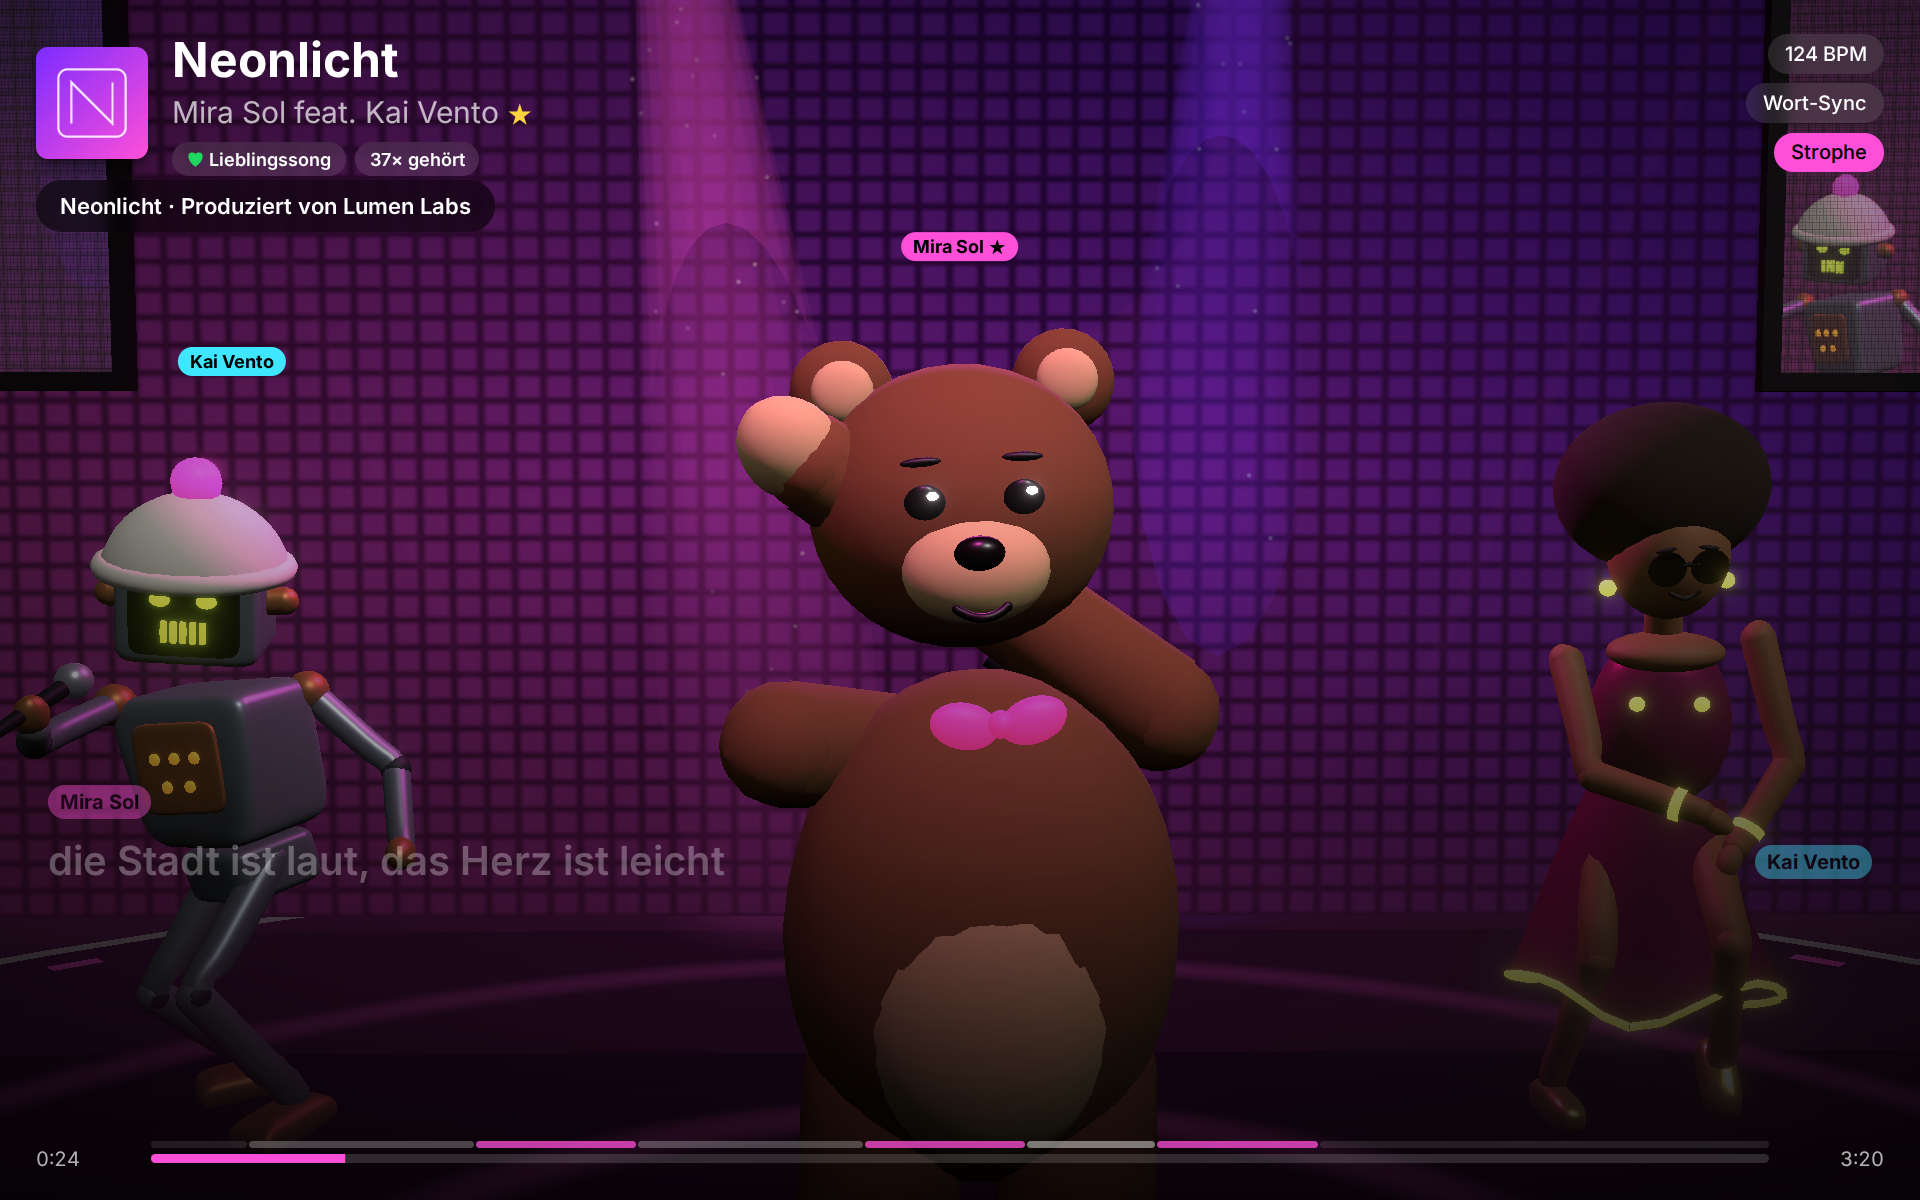 N
Neonlicht
Mira Sol feat. Kai Vento ★
Lieblingssong
37× gehört
Neonlicht · Produziert von Lumen Labs
124 BPM
Wort-Sync
Strophe
Mira Sol ★
Kai Vento
Mira Sol
die Stadt ist laut, das Herz ist leicht
Kai Vento
0:24
3:20